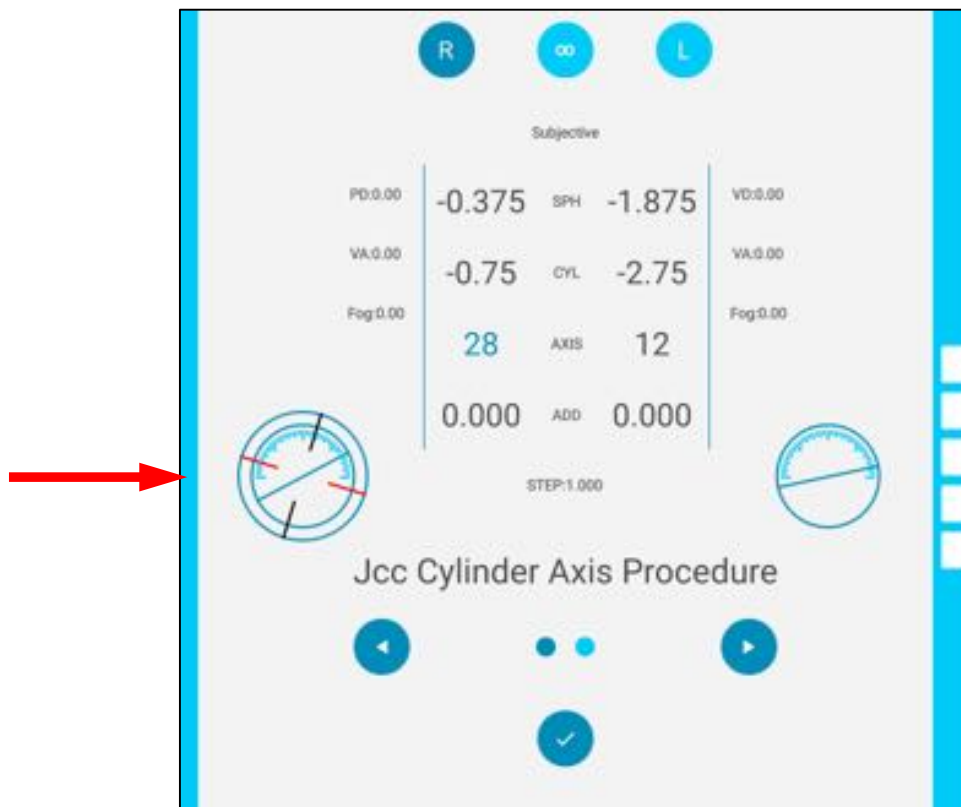 R ∞ L
Subjective
PD:0.00 -0.375 SPH -1.875 VD:0.00
VA:0.00 -0.75 CYL -2.75 VA:0.00
Fog:0.00 28 AXIS 12 Fog:0.00
0.000 ADD 0.000
STEP:1.000
Jcc Cylinder Axis Procedure